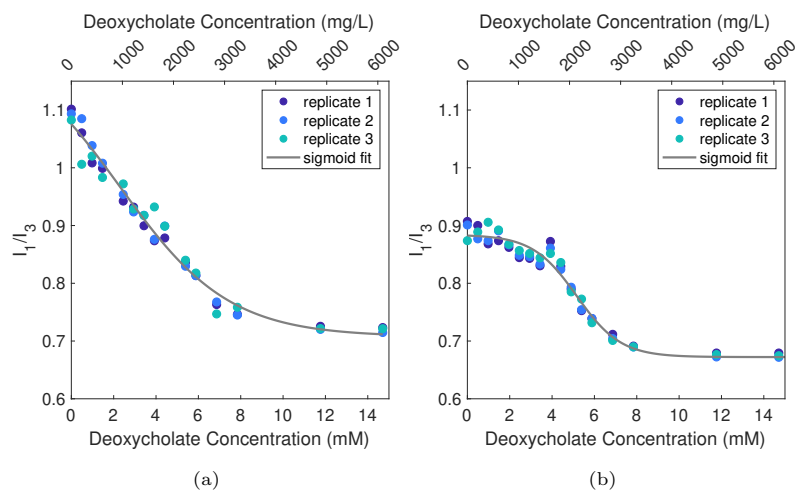 Deoxycholate Concentration (mg/L)
0 1000 2000 3000 4000 5000 6000
1.1
1
0.9
0.8
0.7
0.6
I1/I3
replicate 1
replicate 2
replicate 3
sigmoid fit
0 2 4 6 8 10 12 14
Deoxycholate Concentration (mM)
(a)
Deoxycholate Concentration (mg/L)
0 1000 2000 3000 4000 5000 6000
1.1
1
0.9
0.8
0.7
0.6
I1/I3
replicate 1
replicate 2
replicate 3
sigmoid fit
0 2 4 6 8 10 12 14
Deoxycholate Concentration (mM)
(b)